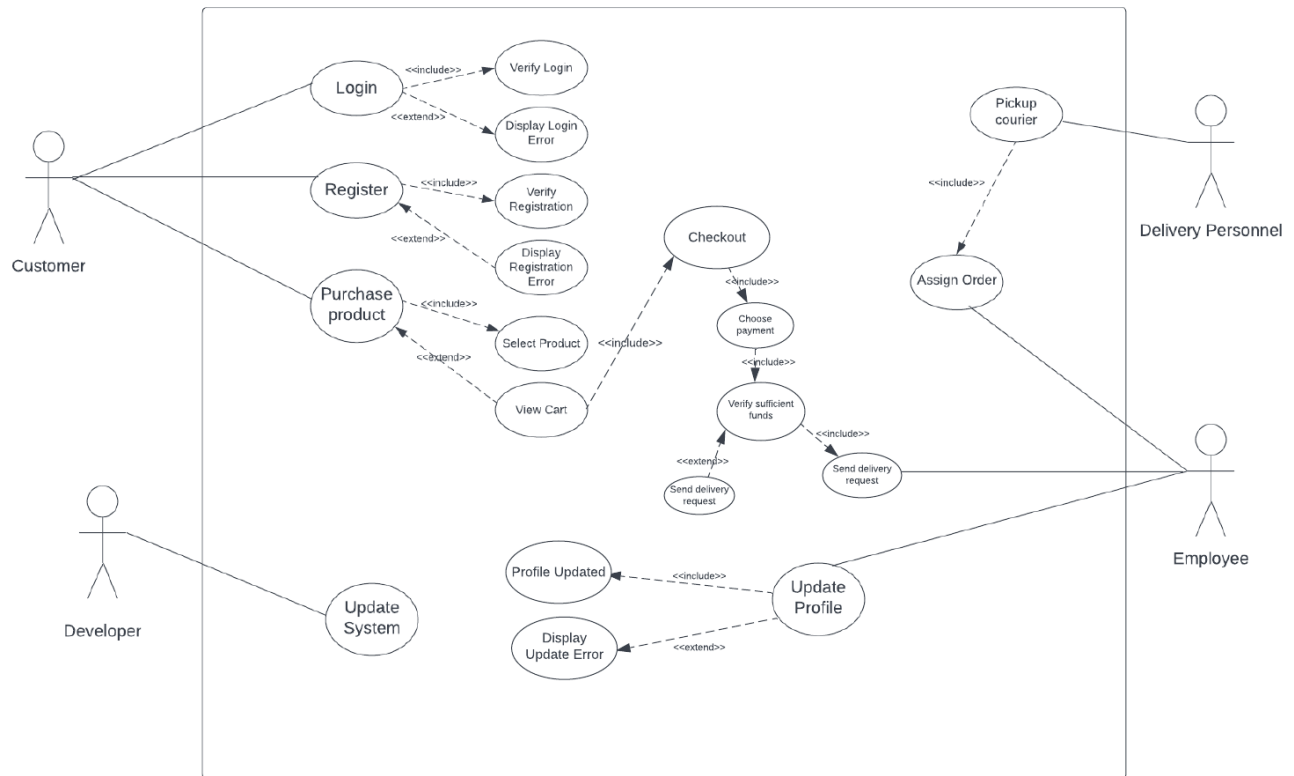 Login
<<include>>
Verify Login
<<extend>>
Display Login
Error
Customer
Register
<<include>>
Verify
Registration
<<extend>>
Display
Registration
Error
Purchase
product
<<include>>
Select Product
<<extend>>
View Cart
<<include>>
Checkout
<<include>>
Choose
payment
<<include>>
Verify sufficient
funds
<<extend>>
Send delivery
request
<<include>>
Send delivery
request
Pickup
courier
<<include>>
Assign Order
Delivery Personnel
Employee
Developer
Update
System
Profile Updated
<<include>>
Update
Profile
Display
Update Error
<<extend>>